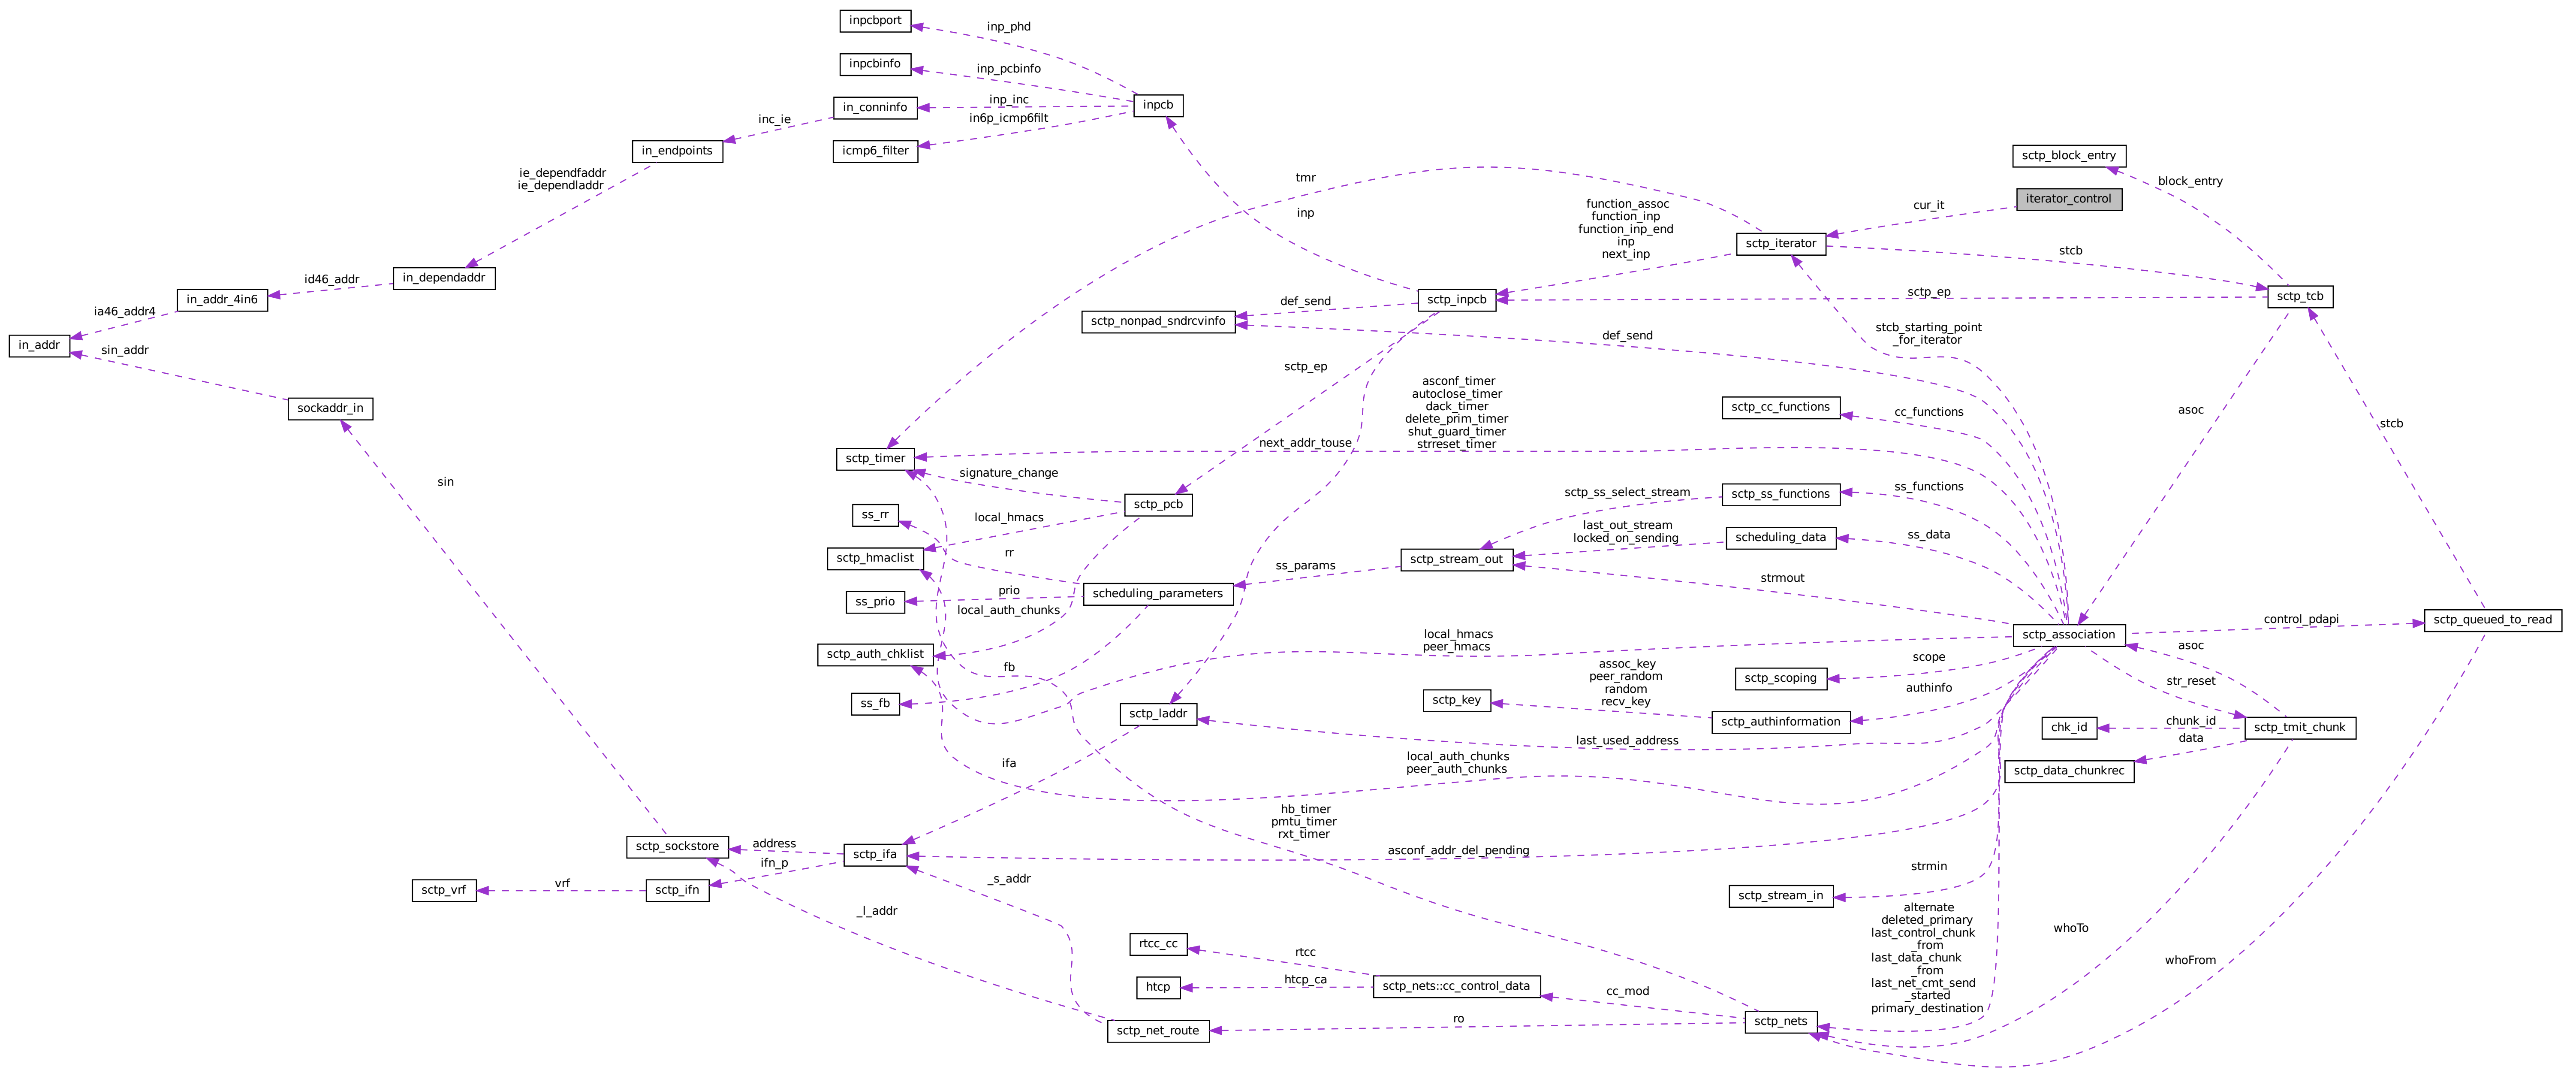 inpcbport
inp_phd
inpcbinfo
inp_pcbinfo
inpcb
in_conninfo
inp_inc
inc_ie
in6p_icmp6filt
in_endpoints
icmp6_filter
sctp_block_entry
ie_dependfaddr
ie_dependladdr
tmr
block_entry
iterator_control
cur_it
inp
function_assoc
function_inp
function_inp_end
inp
next_inp
sctp_iterator
stcb
in_dependaddr
id46_addr
in_addr_4in6
sctp_inpcb
sctp_ep
sctp_tcb
def_send
ia46_addr4
sctp_nonpad_sndrcvinfo
stcb_starting_point
_for_iterator
def_send
in_addr
sin_addr
sctp_ep
sockaddr_in
asconf_timer
autoclose_timer
dack_timer
delete_prim_timer
shut_guard_timer
strreset_timer
sctp_cc_functions
cc_functions
asoc
stcb
next_addr_touse
sctp_timer
signature_change
sin
sctp_pcb
sctp_ss_select_stream
sctp_ss_functions
ss_functions
ss_rr
local_hmacs
last_out_stream
locked_on_sending
scheduling_data
ss_data
sctp_hmaclist
rr
sctp_stream_out
ss_params
strmout
ss_prio
prio
scheduling_parameters
local_auth_chunks
sctp_association
control_pdapi
sctp_queued_to_read
local_hmacs
peer_hmacs
sctp_auth_chklist
fb
scope
asoc
sctp_scoping
assoc_key
peer_random
random
recv_key
authinfo
str_reset
ss_fb
sctp_key
sctp_laddr
sctp_authinformation
chk_id
chunk_id
sctp_tmit_chunk
last_used_address
data
ifa
local_auth_chunks
peer_auth_chunks
sctp_data_chunkrec
hb_timer
pmtu_timer
rxt_timer
sctp_sockstore
address
sctp_ifa
asconf_addr_del_pending
ifn_p
strmin
sctp_vrf
vrf
sctp_ifn
_s_addr
sctp_stream_in
_l_addr
alternate
deleted_primary
last_control_chunk
_from
last_data_chunk
_from
last_net_cmt_send
_started
primary_destination
whoTo
rtcc_cc
rtcc
whoFrom
htcp
htcp_ca
sctp_nets::cc_control_data
cc_mod
sctp_net_route
ro
sctp_nets